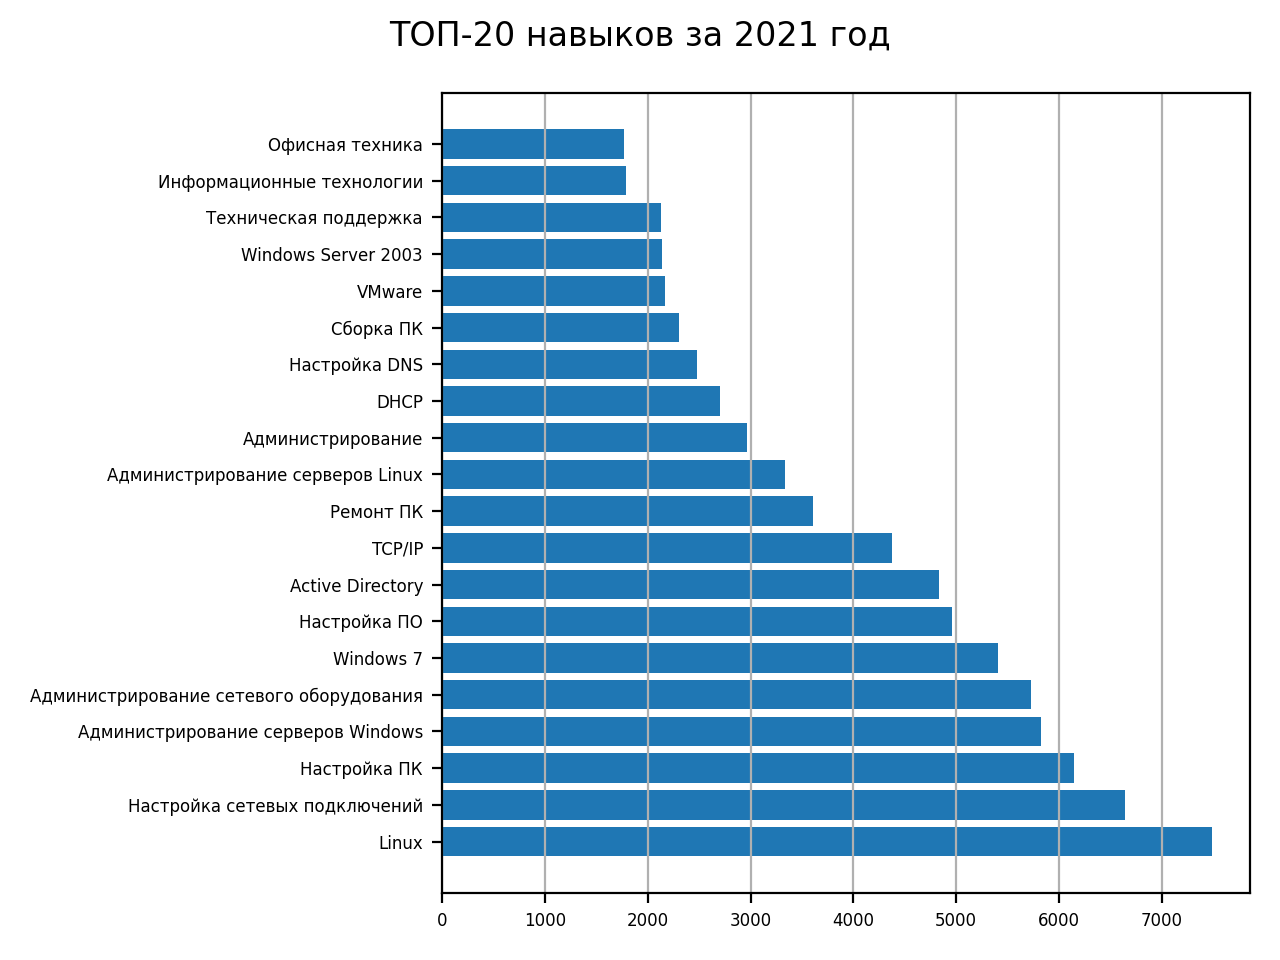 ТОП-20 навыков за 2021 год
Офисная техника
Информационные технологии
Техническая поддержка
Windows Server 2003
VMware
Сборка ПК
Настройка DNS
DHCP
Администрирование
Администрирование серверов Linux
Ремонт ПК
TCP/IP
Active Directory
Настройка ПО
Windows 7
Администрирование сетевого оборудования
Администрирование серверов Windows
Настройка ПК
Настройка сетевых подключений
Linux
0 1000 2000 3000 4000 5000 6000 7000